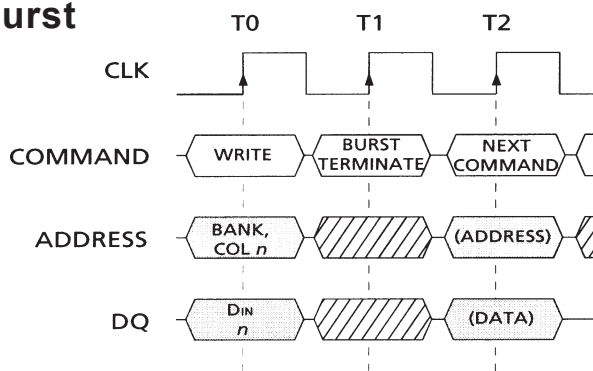 urst
T0 T1 T2
CLK
COMMAND
WRITE
BURST
TERMINATE
NEXT
COMMAND
ADDRESS
BANK,
COL n
(ADDRESS)
DQ
DIN
n
(DATA)